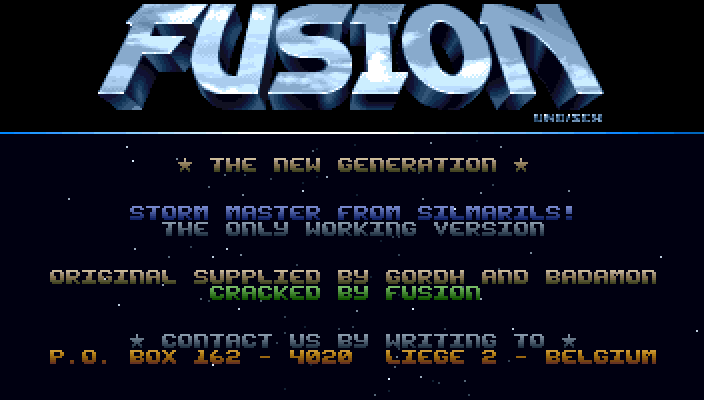 FUSION
UNO/SCX
★ THE NEW GENERATION ★
STORM MASTER FROM SILMARILS!
THE ONLY WORKING VERSION
ORIGINAL SUPPLIED BY GORDH AND BADAMON
CRACKED BY FUSION
★ CONTACT US BY WRITING TO ★
P.O. BOX 162 - 4020 LIEGE 2 - BELGIUM